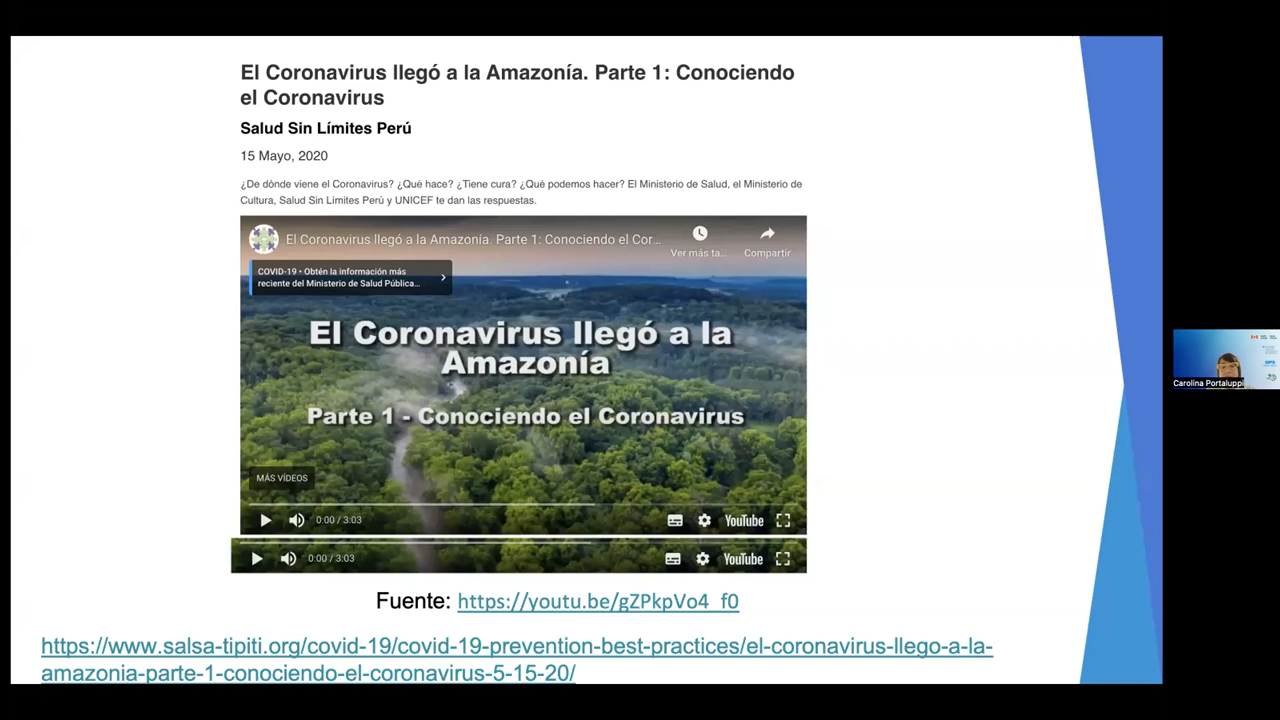 El Coronavirus llegó a la Amazonía. Parte 1: Conociendo
el Coronavirus
Salud Sin Límites Perú
15 Mayo, 2020
¿De dónde viene el Coronavirus? ¿Qué hace? ¿Tiene cura? ¿Qué podemos hacer? El Ministerio de Salud, el Ministerio de
Cultura, Salud Sin Límites Perú y UNICEF te dan las respuestas.
El Coronavirus llegó a la Amazonía. Parte 1: Conociendo el Cor...
Ver más ta...
Compartir
COVID-19 • Obtén la información más
reciente del Ministerio de Salud Pública...
El Coronavirus llegó a la
Amazonía
Parte 1 - Conociendo el Coronavirus
MÁS VÍDEOS
0:00 / 3:03
YouTube
0:00 / 3:03
YouTube
Fuente: https://youtu.be/gZPkpVo4_f0
https://www.salsa-tipiti.org/covid-19/covid-19-prevention-best-practices/el-coronavirus-llego-a-la-
amazonia-parte-1-conociendo-el-coronavirus-5-15-20/
Carolina Portaluppi
OPS